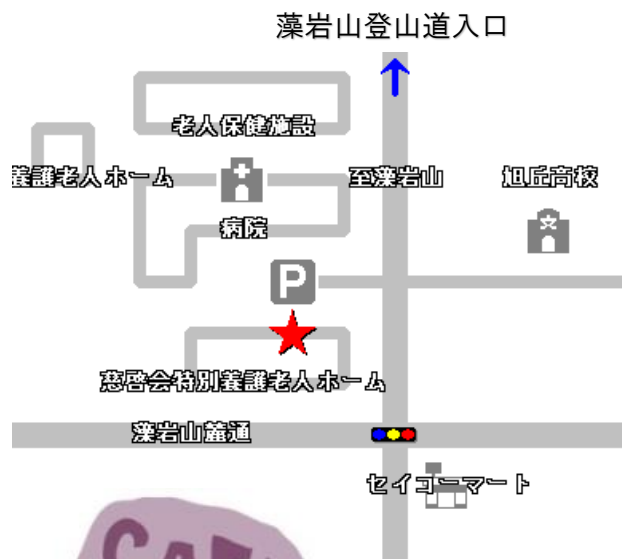 藻岩山登山道入口
老人保健施設
養護老人ホーム
至藻岩山
旭丘高校
文
病院
P
慈啓会特別養護老人ホーム
藻岩山麓通
セイコーマート